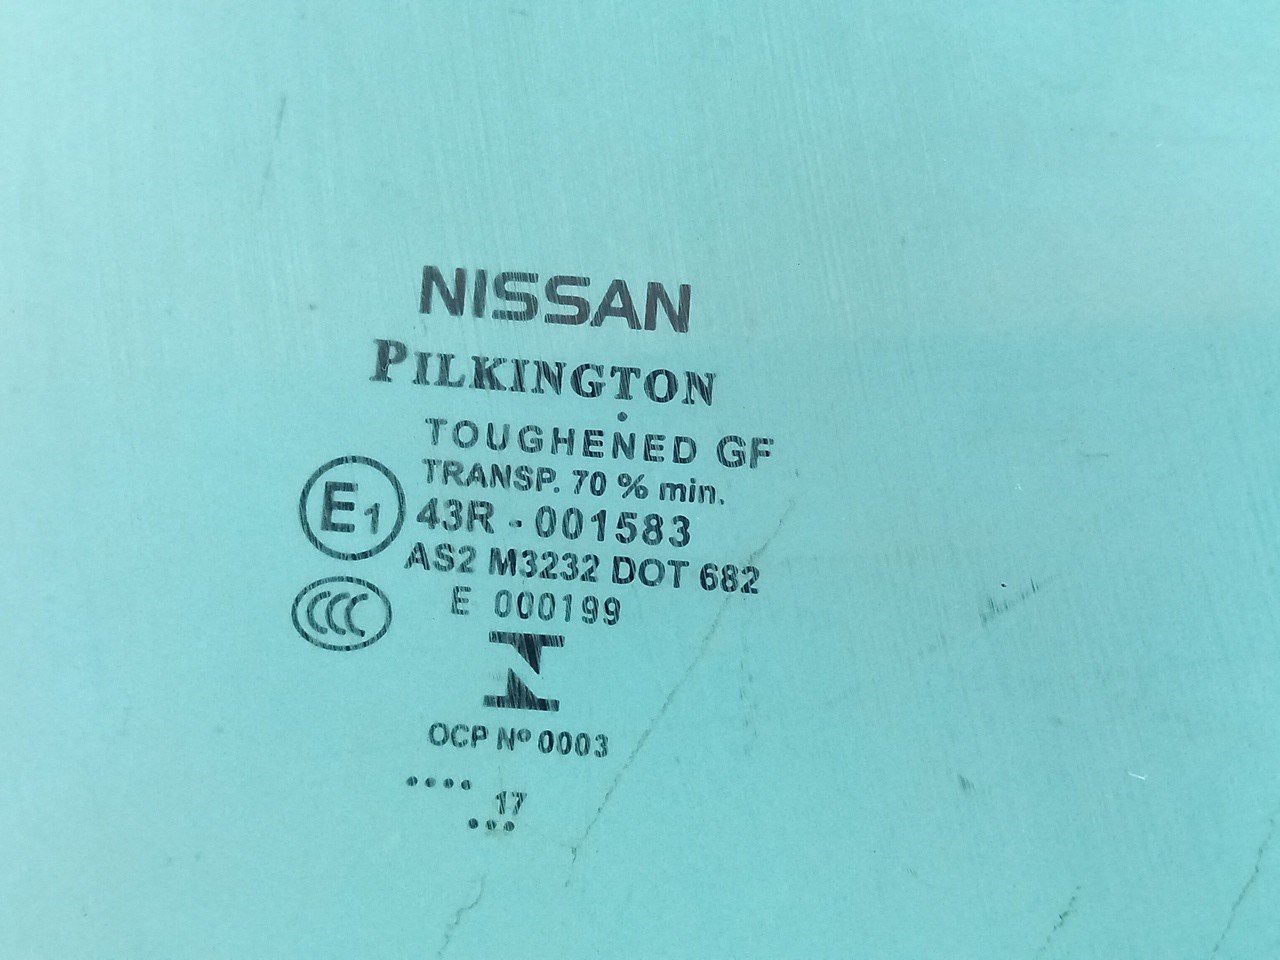 NISSAN
PILKINGTON
TOUGHENED GF
TRANSP. 70 % min.
E1 43R - 001583
AS2 M3232 DOT 682
CCC E 000199
OCP Nº 0003
....
17
...